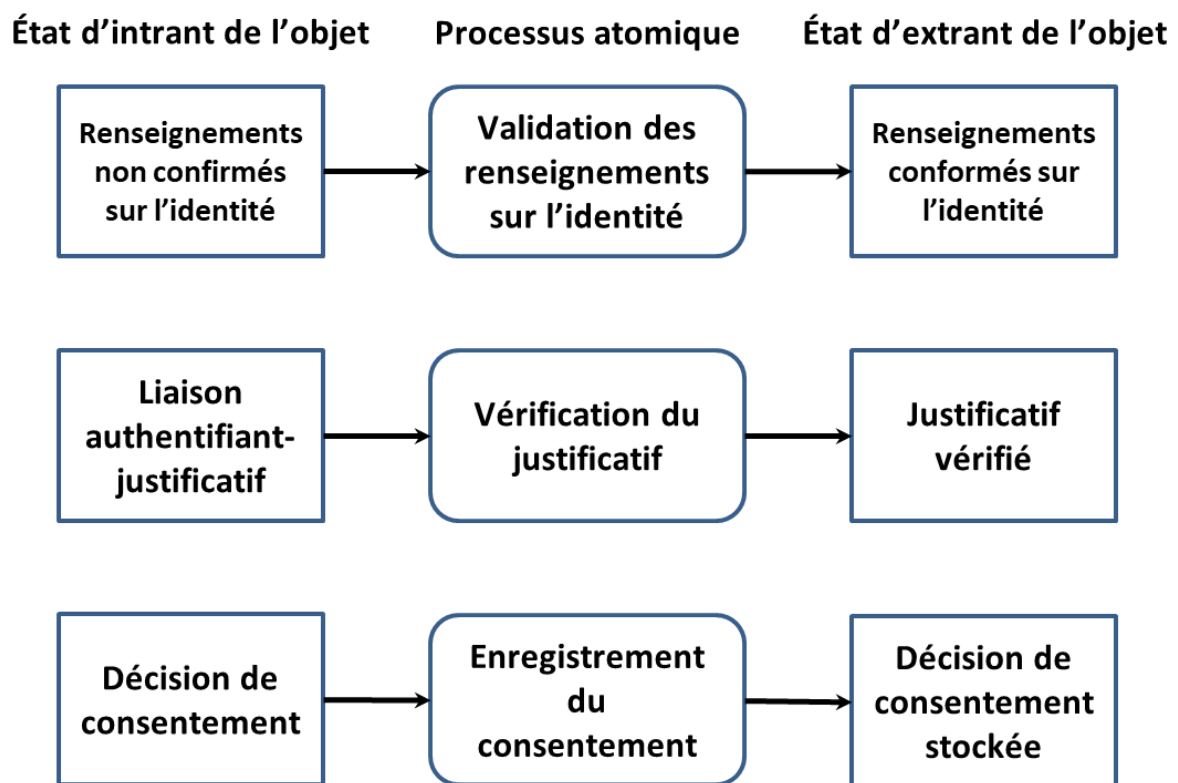 État d’intrant de l’objet
Processus atomique
État d’extrant de l’objet
Renseignements
non confirmés
sur l’identité
Validation des
renseignements
sur l’identité
Renseignements
conformés sur
l’identité
Liaison
authentifiant-
justificatif
Vérification du
justificatif
Justificatif
vérifié
Décision de
consentement
Enregistrement
du
consentement
Décision de
consentement
stockée